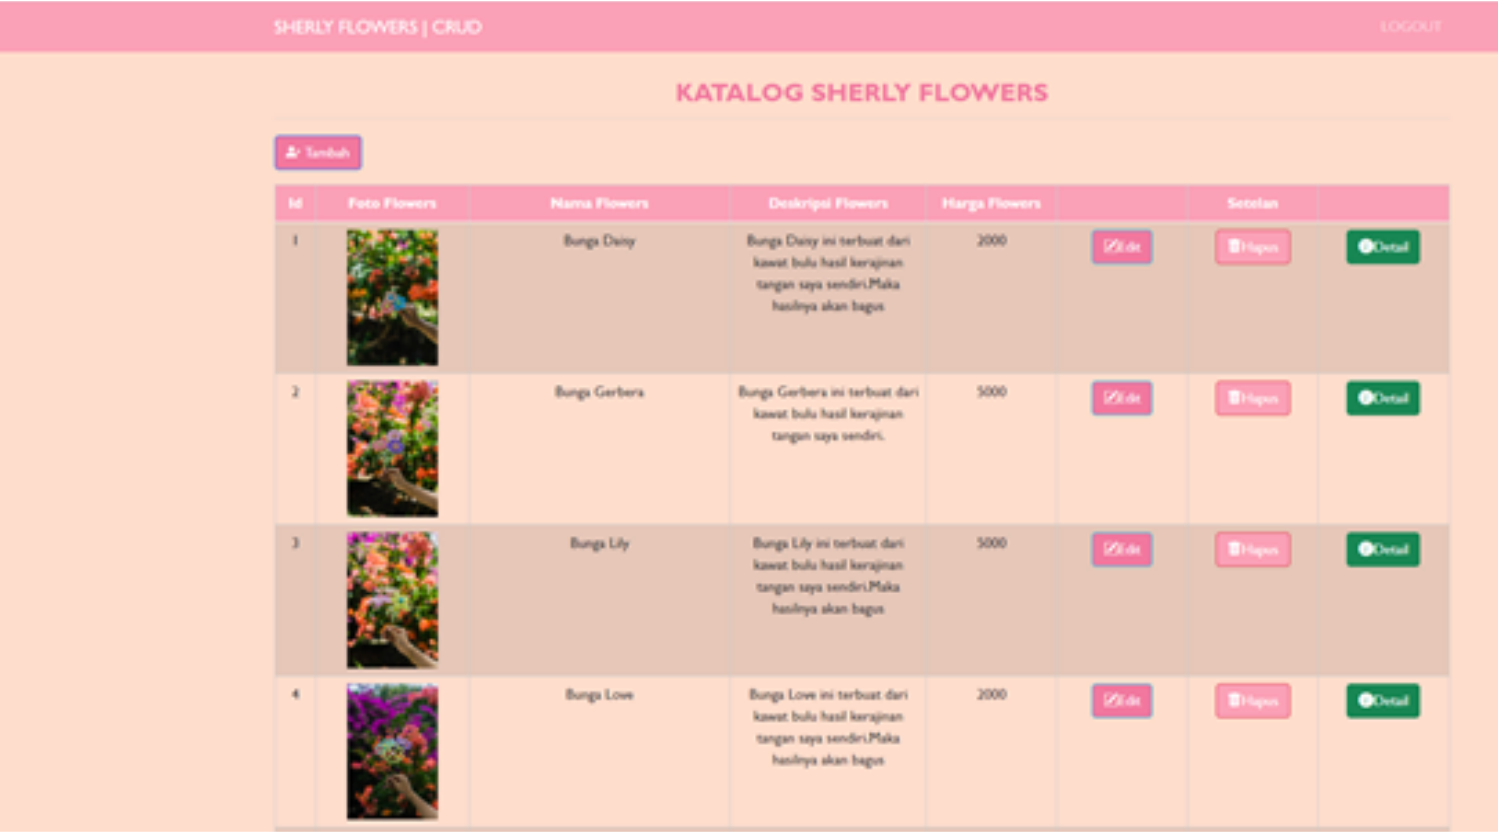 SHERLY FLOWERS | CRUD
LOGOUT
KATALOG SHERLY FLOWERS
Tambah
Id Foto Flowers Nama Flowers Deskripsi Flowers Harga Flowers Setelan
1 Bunga Daisy Bunga Daisy ini terbuat dari 2000 Edit Hapus Detail
kawat bulu hasil kerajinan
tangan saya sendiri.Maka
hasilnya akan bagus
2 Bunga Gerbera Bunga Gerbera ini terbuat dari 5000 Edit Hapus Detail
kawat bulu hasil kerajinan
tangan saya sendiri.
3 Bunga Lily Bunga Lily ini terbuat dari 5000 Edit Hapus Detail
kawat bulu hasil kerajinan
tangan saya sendiri.Maka
hasilnya akan bagus
4 Bunga Love Bunga Love ini terbuat dari 2000 Edit Hapus Detail
kawat bulu hasil kerajinan
tangan saya sendiri.Maka
hasilnya akan bagus